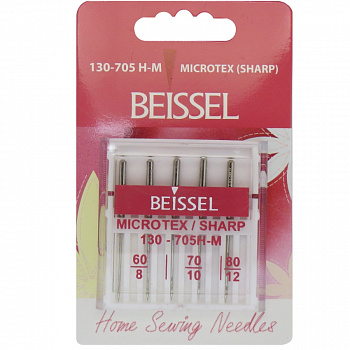 130-705 H-M MICROTEX (SHARP)
BEISSEL
BEISSEL
MICROTEX / SHARP
130 - 705H-M
60 70 80
8 10 12
Home Sewing Needles